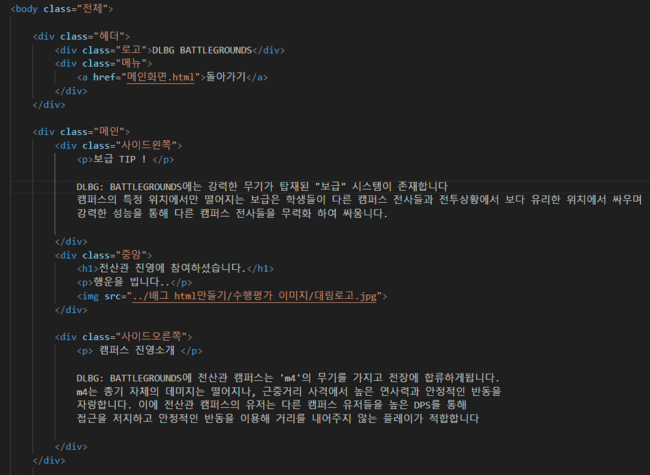 <body class="전체">
<div class="헤더">
<div class="로고">DLBG BATTLEGROUNDS</div>
<div class="메뉴">
<a href="메인화면.html">돌아가기</a>
</div>
</div>
<div class="메인">
<div class="사이드왼쪽">
<p>보급 TIP ! </p>
DLBG: BATTLEGROUNDS에는 강력한 무기가 탑재된 "보급" 시스템이 존재합니다
캠퍼스의 특정 위치에서만 떨어지는 보급은 학생들이 다른 캠퍼스 전사들과 전투상황에서 보다 유리한 위치에서 싸우며
강력한 성능을 통해 다른 캠퍼스 전사들을 무력화 하여 싸움니다.
</div>
<div class="중앙">
<h1>전산관 진영에 참여하셨습니다.</h1>
<p>행운을 빕니다..</p>
<img src="../배그 html만들기/수행평가 이미지/대림로고.jpg">
</div>
<div class="사이드오른쪽">
<p> 캠퍼스 진영소개 </p>
DLBG: BATTLEGROUNDS에 전산관 캠퍼스는 'm4'의 무기를 가지고 전장에 합류하게됩니다.
m4는 총기 자체의 데미지는 떨어지나, 근중거리 사격에서 높은 연사력과 안정적인 반동을
자랑합니다. 이에 전산관 캠퍼스의 유저는 다른 캠퍼스 유저들을 높은 DPS를 통해
접근을 저지하고 안정적인 반동을 이용해 거리를 내어주지 않는 플레이가 적합합니다
</div>
</div>